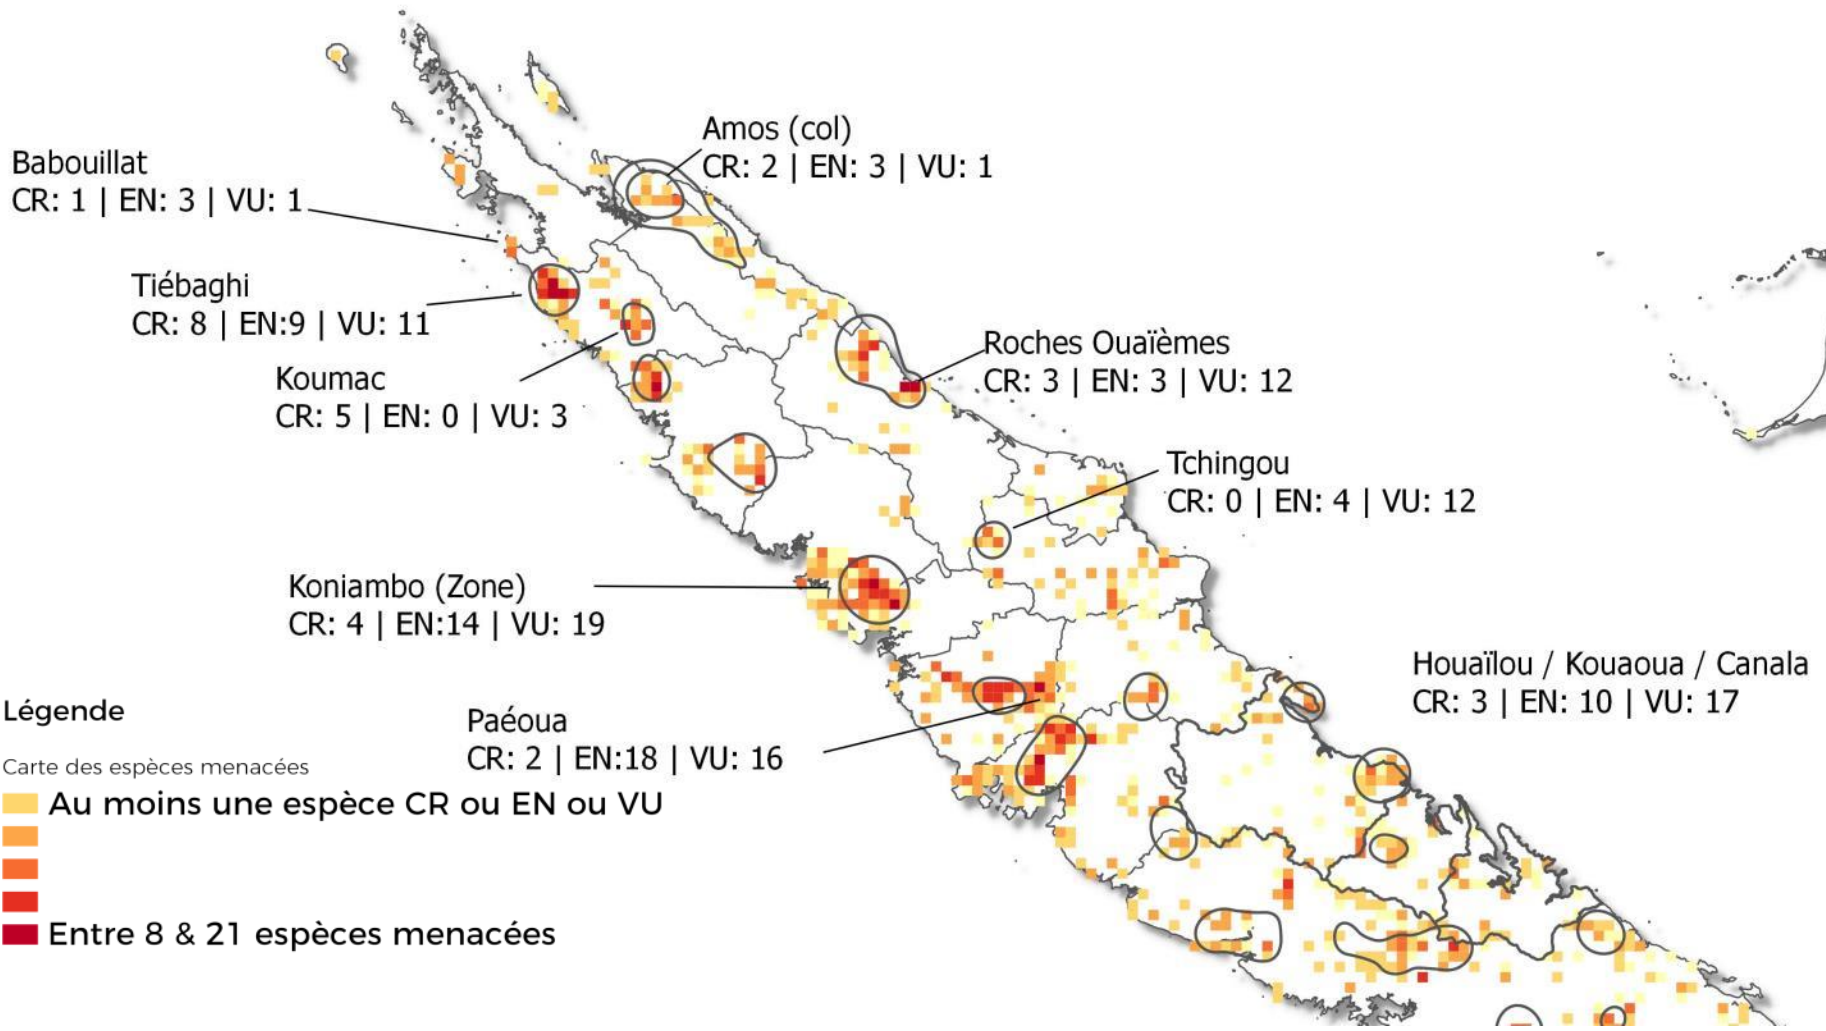 Amos (col)
CR: 2 | EN: 3 | VU: 1
Babouillat
CR: 1 | EN: 3 | VU: 1
Tiébaghi
CR: 8 | EN:9 | VU: 11
Roches Ouaïèmes
CR: 3 | EN: 3 | VU: 12
Koumac
CR: 5 | EN: 0 | VU: 3
Tchingou
CR: 0 | EN: 4 | VU: 12
Koniambo (Zone)
CR: 4 | EN:14 | VU: 19
Houaïlou / Kouaoua / Canala
CR: 3 | EN: 10 | VU: 17
Paéoua
CR: 2 | EN:18 | VU: 16
Légende
Carte des espèces menacées
Au moins une espèce CR ou EN ou VU
Entre 8 & 21 espèces menacées